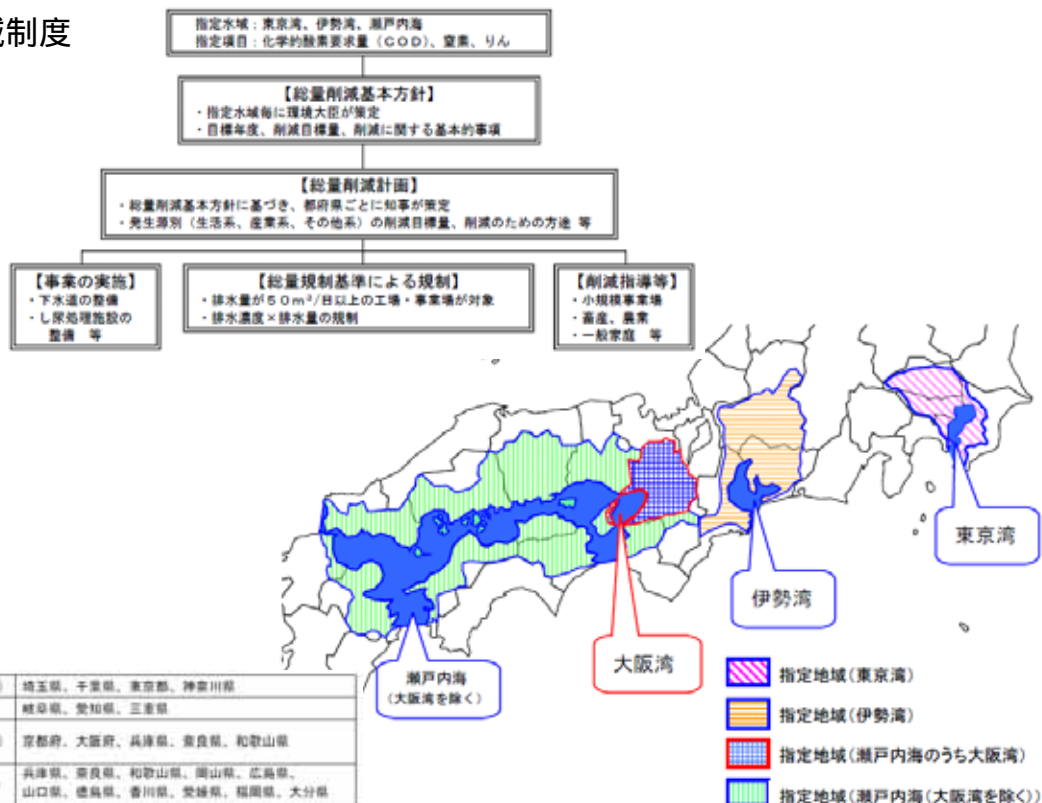 域制度
指定水域：東京湾、伊勢湾、瀬戸内海
指定項目：化学的酸素要求量（COD）、窒素、りん
【総量削減基本方針】
・指定水域毎に環境大臣が策定
・目標年度、削減目標量、削減に関する基本的事項
【総量削減計画】
・総量削減基本方針に基づき、都府県ごとに知事が策定
・発生源別（生活系、産業系、その他系）の削減目標量、削減のための方途 等
【事業の実施】
・下水道の整備
・し尿処理施設の
整備 等
【総量規制基準による規制】
・排水量が５０ｍ³/日以上の工場・事業場が対象
・排水濃度×排水量の規制
【削減指導等】
・小規模事業場
・畜産、農業
・一般家庭 等
東京湾
伊勢湾
大阪湾
瀬戸内海
（大阪湾を除く）
埼玉県、千葉県、東京都、神奈川県
岐阜県、愛知県、三重県
京都府、大阪府、兵庫県、奈良県、和歌山県
兵庫県、奈良県、和歌山県、岡山県、広島県、
山口県、徳島県、香川県、愛媛県、福岡県、大分県
指定地域（東京湾）
指定地域（伊勢湾）
指定地域（瀬戸内海のうち大阪湾）
指定地域（瀬戸内海（大阪湾を除く））